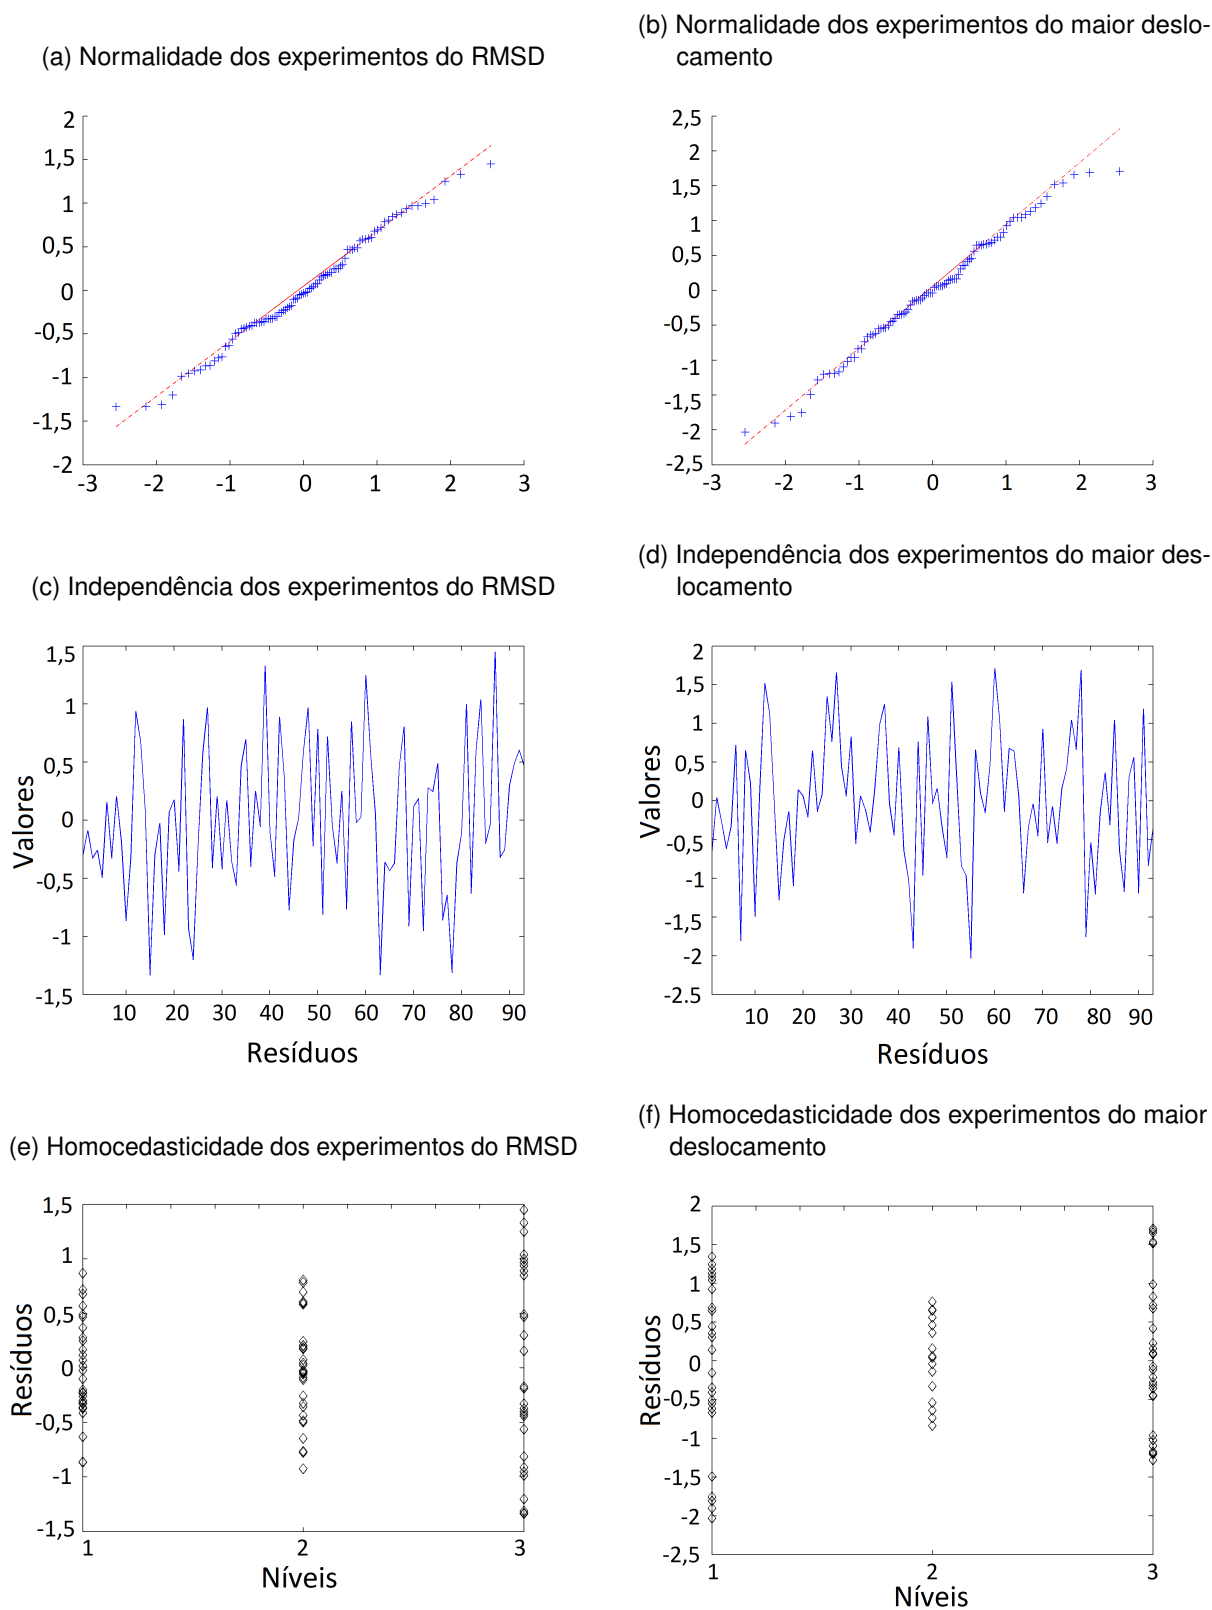 (a) Normalidade dos experimentos do RMSD
(b) Normalidade dos experimentos do maior deslo-
camento
2
1,5
1
0,5
0
-0,5
-1
-1,5
-2
-3 -2 -1 0 1 2 3
2,5
2
1,5
1
0,5
0
-0,5
-1
-1,5
-2
-2,5
-3 -2 -1 0 1 2 3
(c) Independência dos experimentos do RMSD
(d) Independência dos experimentos do maior des-
locamento
Valores
1,5
1
0,5
0
-0,5
-1
-1,5
10 20 30 40 50 60 70 80 90
Resíduos
Valores
2
1,5
1
0,5
0
-0,5
-1
-1.5
-2
-2.5
10 20 30 40 50 60 70 80 90
Resíduos
(e) Homocedasticidade dos experimentos do RMSD
(f) Homocedasticidade dos experimentos do maior
deslocamento
Resíduos
1,5
1
0,5
0
-0,5
-1
-1,5
1 2 3
Níveis
Resíduos
2
1,5
1
0,5
0
-0,5
-1
-1,5
-2
-2,5
1 2 3
Níveis